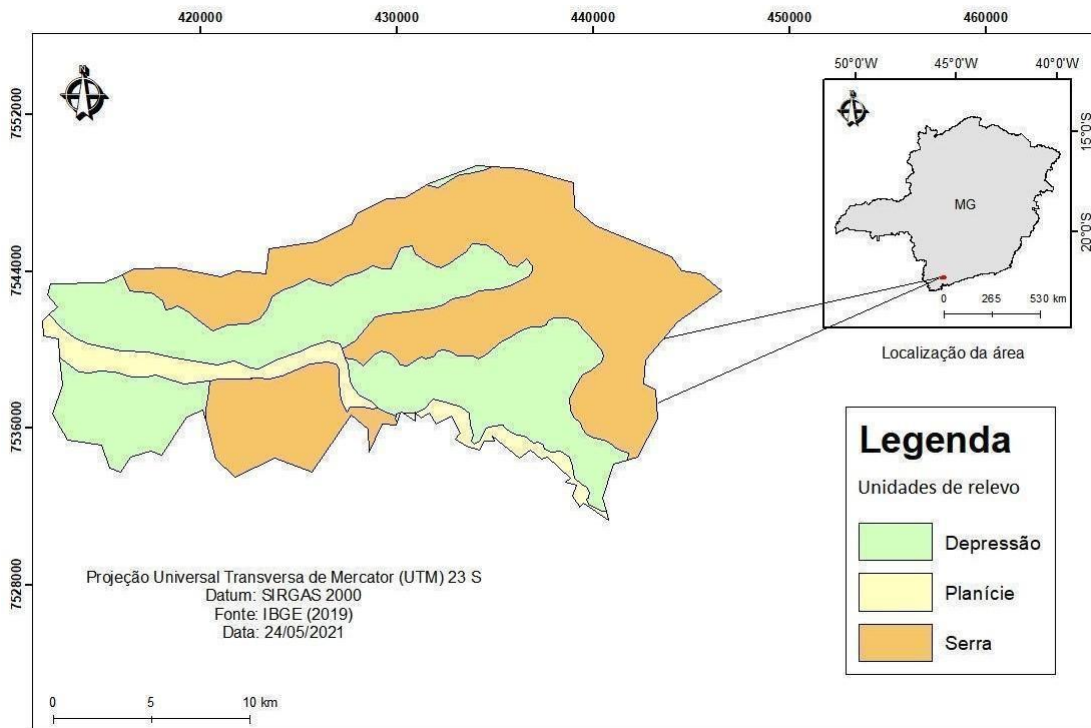 420000
430000
440000
450000
460000
7552000
7544000
7536000
7528000
N
50°0'W
45°0'W
40°0'W
15°0'S
20°0'S
N
MG
0 265 530 km
Localização da área
Legenda
Unidades de relevo
Depressão
Planície
Serra
Projeção Universal Transversa de Mercator (UTM) 23 S
Datum: SIRGAS 2000
Fonte: IBGE (2019)
Data: 24/05/2021
0 5 10 km